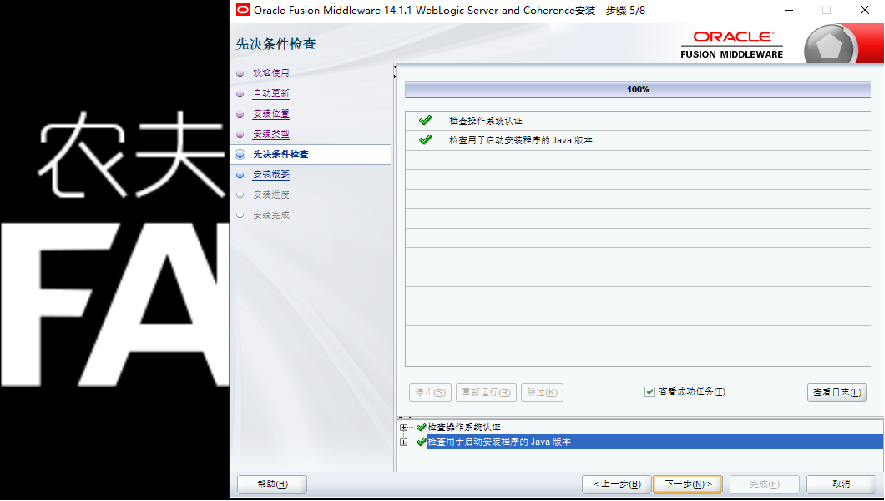 Oracle Fusion Middleware 14.1.1 WebLogic Server and Coherence安装 - 步骤 5/8
先决条件检查
ORACLE
FUSION MIDDLEWARE
欢迎使用
自动更新
安装位置
安装类型
先决条件检查
安装概要
安装进度
安装完成
农夫
FA
100%
检查操作系统认证
检查用于启动安装程序的 Java 版本
停止(S)
重新运行(R)
跳过(K)
查看成功任务(T)
查看日志(L)
检查操作系统认证
检查用于启动安装程序的 Java 版本
帮助(H)
< 上一步(B)
下一步(N) >
完成(F)
取消